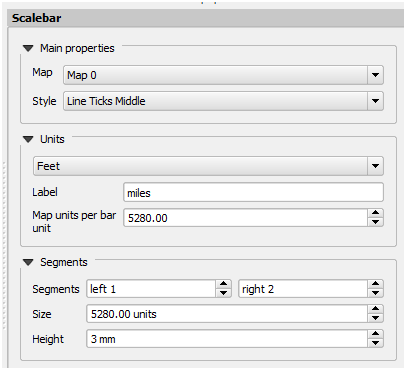 Scalebar
Main properties
Map
Map 0
Style
Line Ticks Middle
Units
Feet
Label
miles
Map units per bar unit
5280.00
Segments
Segments
left 1
right 2
Size
5280.00 units
Height
3 mm